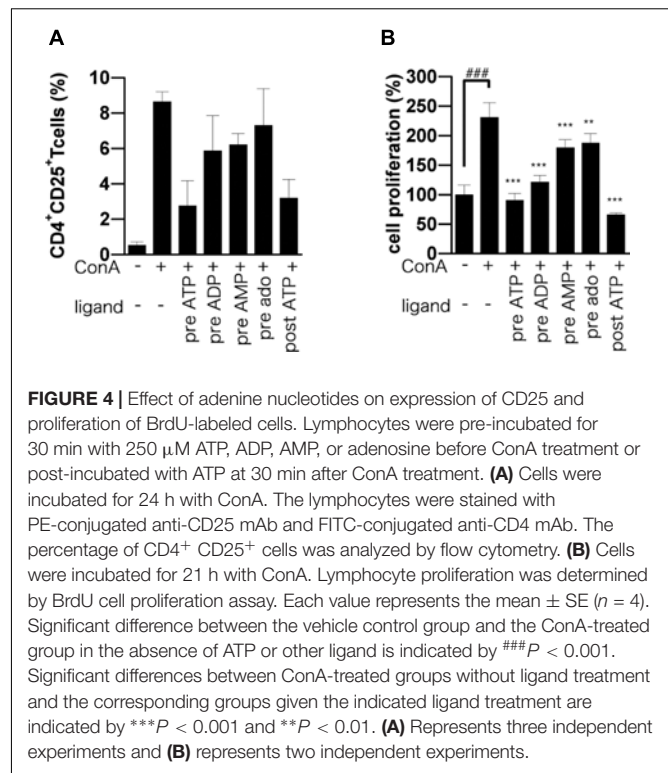 A
B
CD4+CD25+Tcells (%)
10
8
6
4
2
0
ConA - + + + + + +
ligand - - pre ATP pre ADP pre AMP pre ado post ATP
cell proliferation (%)
300
250
200
150
100
50
0
###
*** *** *** ** ***
ConA - + + + + + +
ligand - - pre ATP pre ADP pre AMP pre ado post ATP
FIGURE 4 | Effect of adenine nucleotides on expression of CD25 and
proliferation of BrdU-labeled cells. Lymphocytes were pre-incubated for
30 min with 250 μM ATP, ADP, AMP, or adenosine before ConA treatment or
post-incubated with ATP at 30 min after ConA treatment. (A) Cells were
incubated for 24 h with ConA. The lymphocytes were stained with
PE-conjugated anti-CD25 mAb and FITC-conjugated anti-CD4 mAb. The
percentage of CD4+ CD25+ cells was analyzed by flow cytometry. (B) Cells
were incubated for 21 h with ConA. Lymphocyte proliferation was determined
by BrdU cell proliferation assay. Each value represents the mean ± SE (n = 4).
Significant difference between the vehicle control group and the ConA-treated
group in the absence of ATP or other ligand is indicated by ###P < 0.001.
Significant differences between ConA-treated groups without ligand treatment
and the corresponding groups given the indicated ligand treatment are
indicated by ***P < 0.001 and **P < 0.01. (A) Represents three independent
experiments and (B) represents two independent experiments.